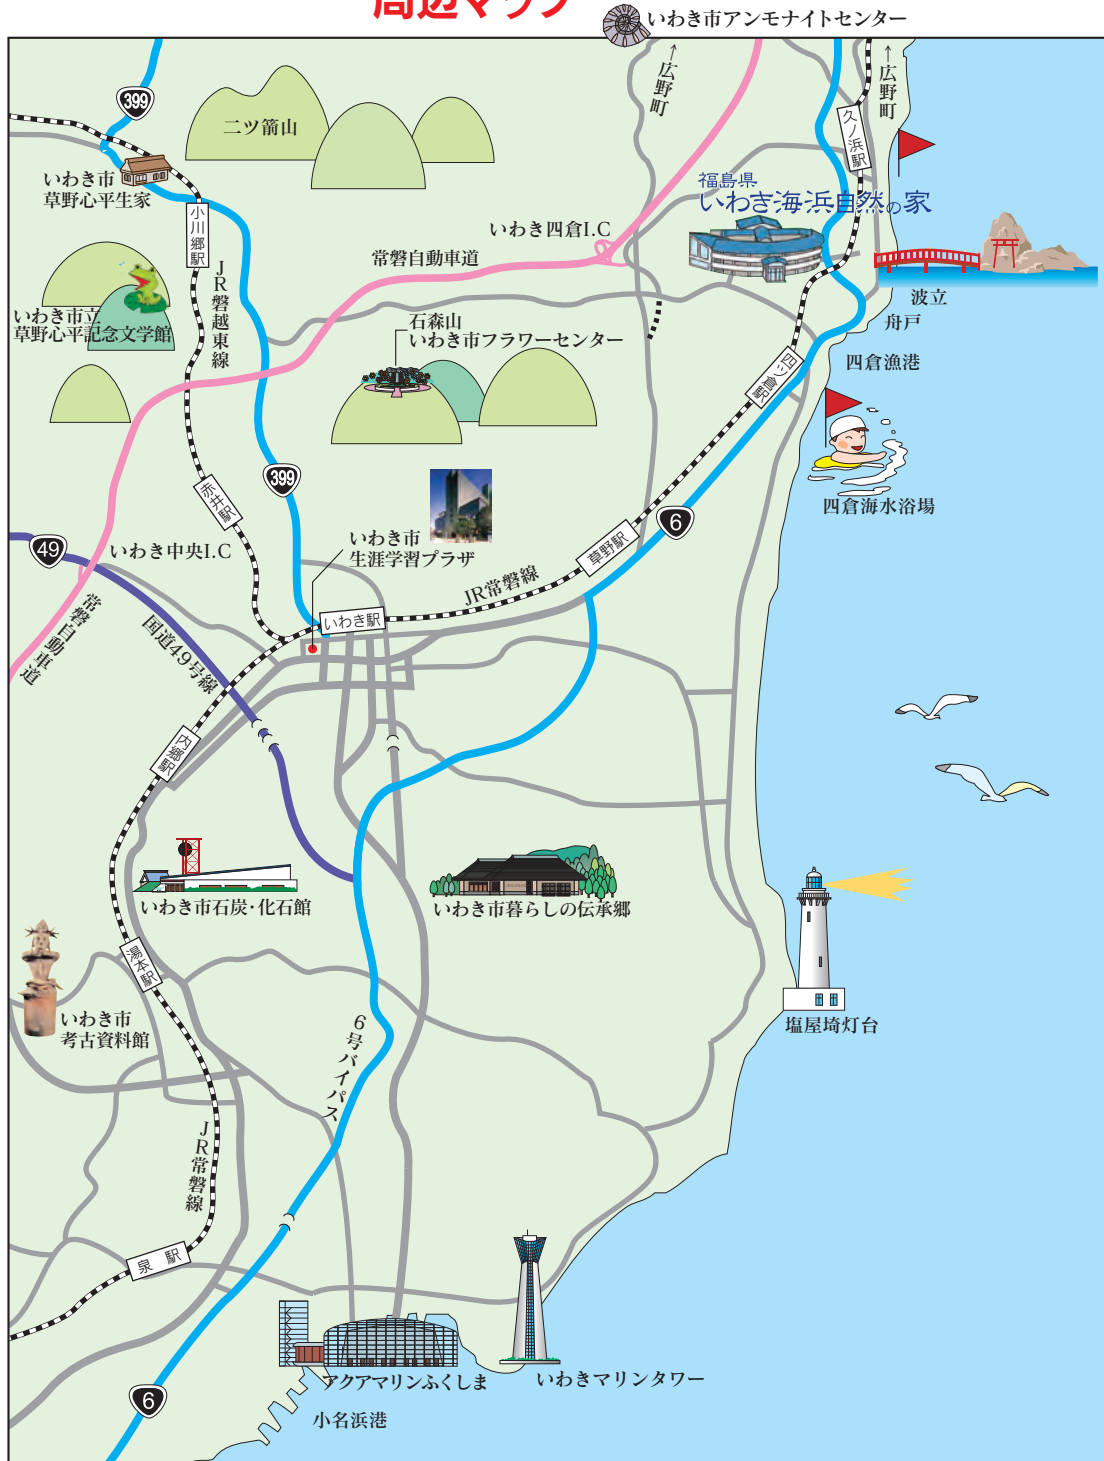 周辺マップ
いわき市アンモナイトセンター
←広野町
←広野町
399
久ノ浜駅
二ツ箭山
いわき市
草野心平生家
福島県
いわき海浜自然の家
小川郷駅
いわき四倉I.C
常磐自動車道
JR磐越東線
波立
舟戸
いわき市立
草野心平記念文学館
石森山
いわき市フラワーセンター
四倉漁港
四ツ倉駅
399
赤井駅
四倉海水浴場
6
いわき市
生涯学習プラザ
草野駅
49
いわき中央I.C
JR常磐線
常磐自動車道
国道49号線
いわき駅
内郷駅
いわき市石炭・化石館
いわき市暮らしの伝承郷
湯本駅
塩屋埼灯台
いわき市
考古資料館
6号バイパス
JR常磐線
泉駅
アクアマリンふくしま
いわきマリンタワー
6
小名浜港